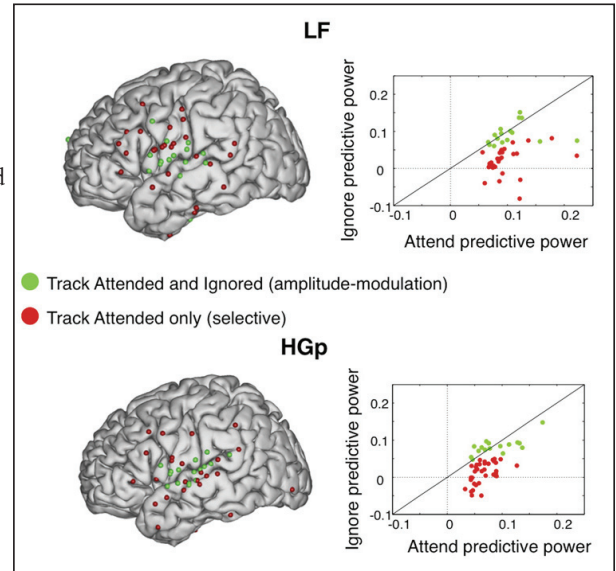 LF
d
Ignore predictive power
0.2
0.1
0
-0.1
-0.1 0 0.1 0.2
Attend predictive power
Track Attended and Ignored (amplitude-modulation)
Track Attended only (selective)
HGp
Ignore predictive power
0.2
0.1
0
-0.1
-0.1 0 0.1 0.2
Attend predictive power